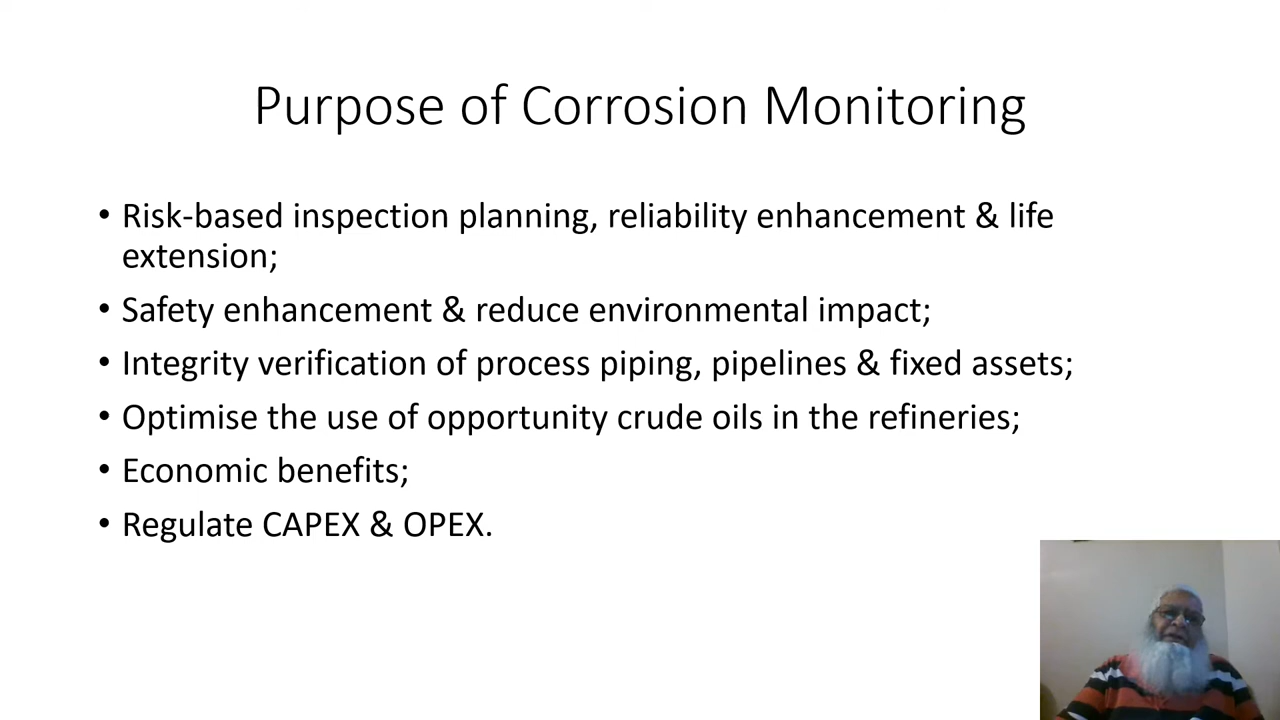 Purpose of Corrosion Monitoring
• Risk-based inspection planning, reliability enhancement & life
extension;
• Safety enhancement & reduce environmental impact;
• Integrity verification of process piping, pipelines & fixed assets;
• Optimise the use of opportunity crude oils in the refineries;
• Economic benefits;
• Regulate CAPEX & OPEX.